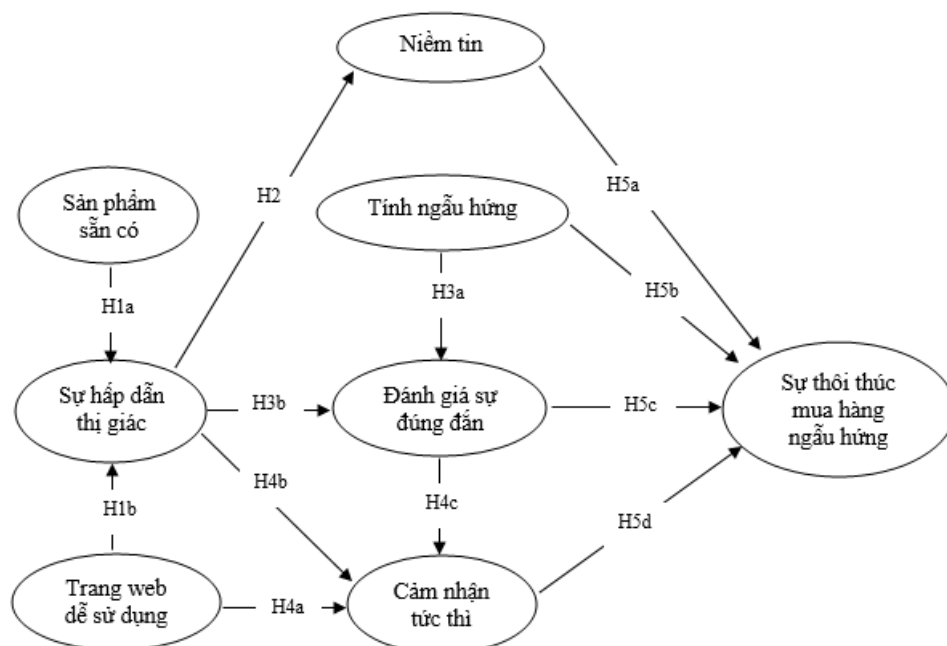 Niềm tin
H2
H5a
Sản phẩm
sẵn có
Tính ngẫu hứng
H1a
H3a
H5b
Sự hấp dẫn
thị giác
H3b
Đánh giá sự
đúng đắn
H5c
Sự thôi thúc
mua hàng
ngẫu hứng
H1b
H4b
H4c
H5d
Trang web
dễ sử dụng
H4a
Cảm nhận
tức thì